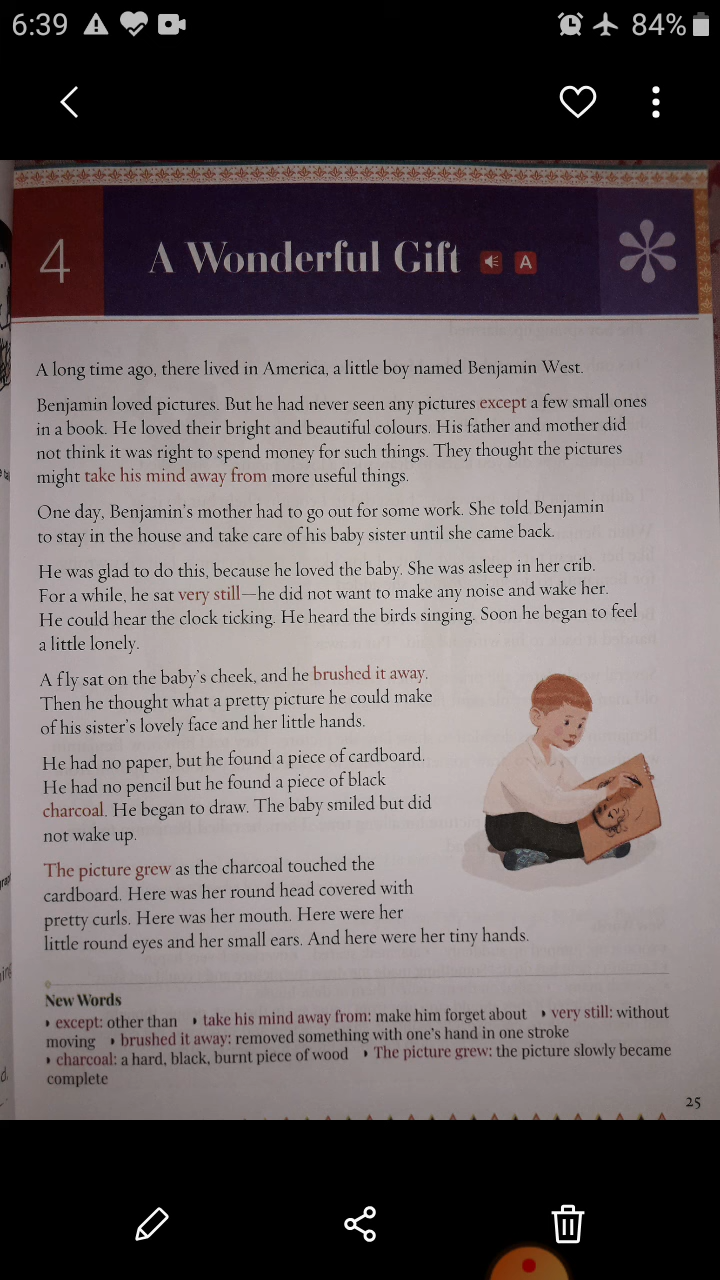 6:39
84%
4
A Wonderful Gift
A
A long time ago, there lived in America, a little boy named Benjamin West.
Benjamin loved pictures. But he had never seen any pictures except a few small ones
in a book. He loved their bright and beautiful colours. His father and mother did
not think it was right to spend money for such things. They thought the pictures
might take his mind away from more useful things.
One day, Benjamin's mother had to go out for some work. She told Benjamin
to stay in the house and take care of his baby sister until she came back.
He was glad to do this, because he loved the baby. She was asleep in her crib.
For a while, he sat very still—he did not want to make any noise and wake her.
He could hear the clock ticking. He heard the birds singing. Soon he began to feel
a little lonely.
A fly sat on the baby's cheek, and he brushed it away.
Then he thought what a pretty picture he could make
of his sister's lovely face and her little hands.
He had no paper, but he found a piece of cardboard.
He had no pencil but he found a piece of black
charcoal. He began to draw. The baby smiled but did
not wake up.
The picture grew as the charcoal touched the
cardboard. Here was her round head covered with
pretty curls. Here was her mouth. Here were her
little round eyes and her small ears. And here were her tiny hands.
New Words
• except: other than • take his mind away from: make him forget about • very still: without
moving • brushed it away: removed something with one's hand in one stroke
• charcoal: a hard, black, burnt piece of wood • The picture grew: the picture slowly became
complete
25